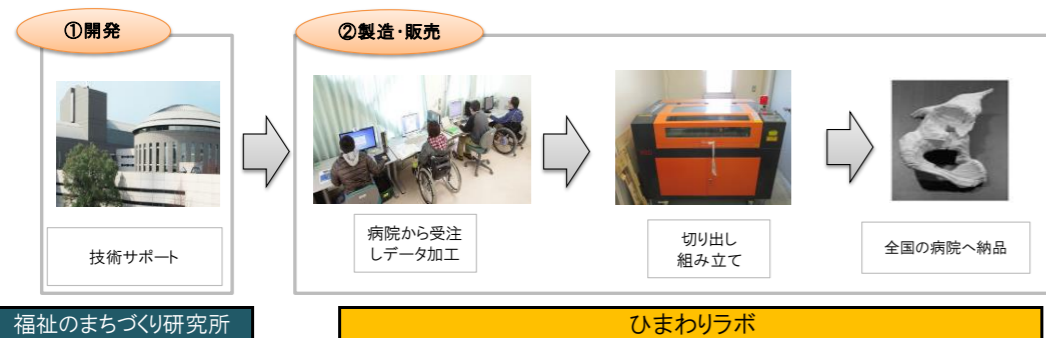 ①開発
②製造・販売
技術サポート
病院から受注
しデータ加工
切り出し
組み立て
全国の病院へ納品
福祉のまちづくり研究所
ひまわりラボ